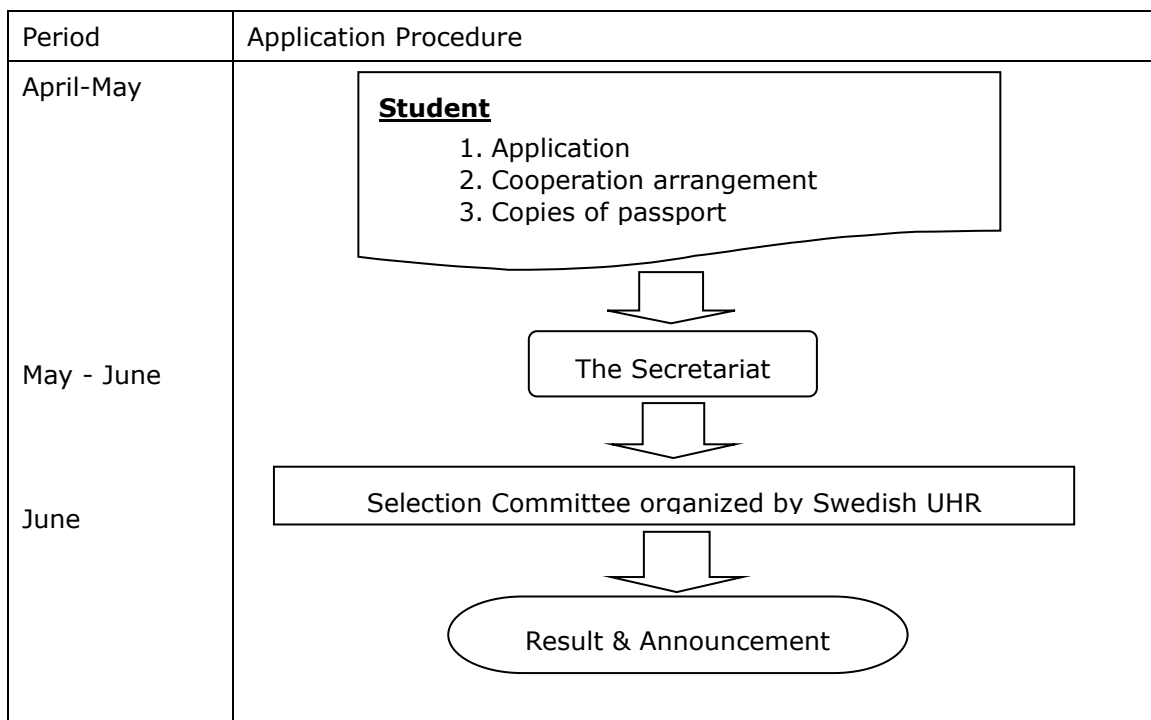 Period
Application Procedure
April-May
Student
1. Application
2. Cooperation arrangement
3. Copies of passport
May - June
The Secretariat
June
Selection Committee organized by Swedish UHR
Result & Announcement